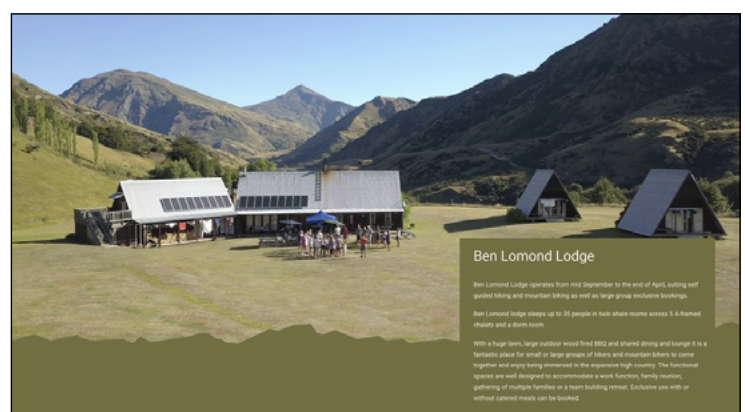 Ben Lomond Lodge
Ben Lomond Lodge operates from mid September to the end of April, suiting self
guided hiking and mountain biking as well as large group exclusive bookings.
Ben Lomond lodge sleeps up to 35 people in twin share rooms across 5 A-framed
chalets and a dorm room.
With a huge lawn, large outdoor wood fired BBQ and shared dining and lounge it is a
fantastic place for small or large groups of hikers and mountain bikers to come
together and enjoy being immersed in the expansive high country. The functional
spaces are well designed to accommodate a work function, family reunion,
gathering of multiple families or a team building retreat. Exclusive use with or
without catered meals can be booked.